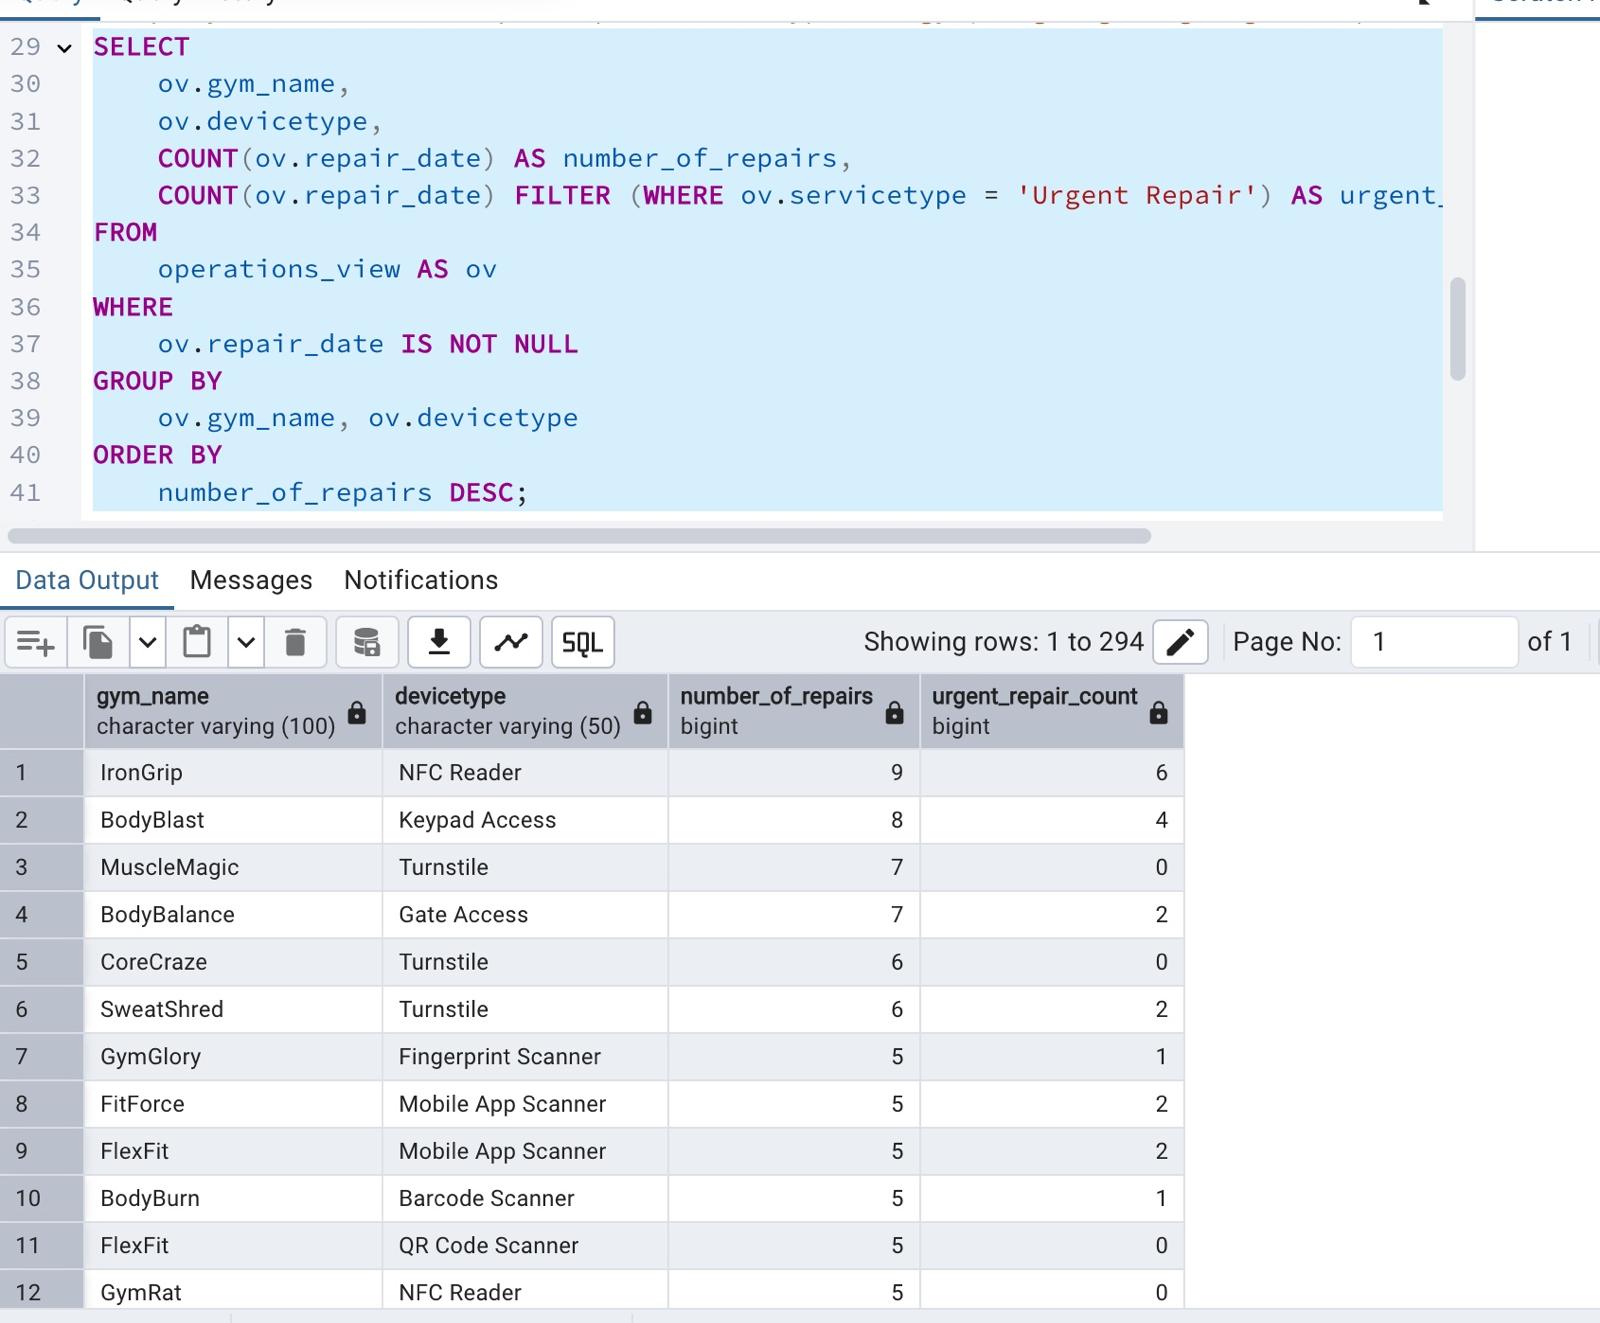 29 SELECT
30 ov.gym_name,
31 ov.devicetype,
32 COUNT(ov.repair_date) AS number_of_repairs,
33 COUNT(ov.repair_date) FILTER (WHERE ov.servicetype = 'Urgent Repair') AS urgent_
34 FROM
35 operations_view AS ov
36 WHERE
37 ov.repair_date IS NOT NULL
38 GROUP BY
39 ov.gym_name, ov.devicetype
40 ORDER BY
41 number_of_repairs DESC;
Data Output Messages Notifications
SQL Showing rows: 1 to 294 Page No: 1 of 1
gym_name devicetype number_of_repairs urgent_repair_count
character varying (100) character varying (50) bigint bigint
1 IronGrip NFC Reader 9 6
2 BodyBlast Keypad Access 8 4
3 MuscleMagic Turnstile 7 0
4 BodyBalance Gate Access 7 2
5 CoreCraze Turnstile 6 0
6 SweatShred Turnstile 6 2
7 GymGlory Fingerprint Scanner 5 1
8 FitForce Mobile App Scanner 5 2
9 FlexFit Mobile App Scanner 5 2
10 BodyBurn Barcode Scanner 5 1
11 FlexFit QR Code Scanner 5 0
12 GymRat NFC Reader 5 0